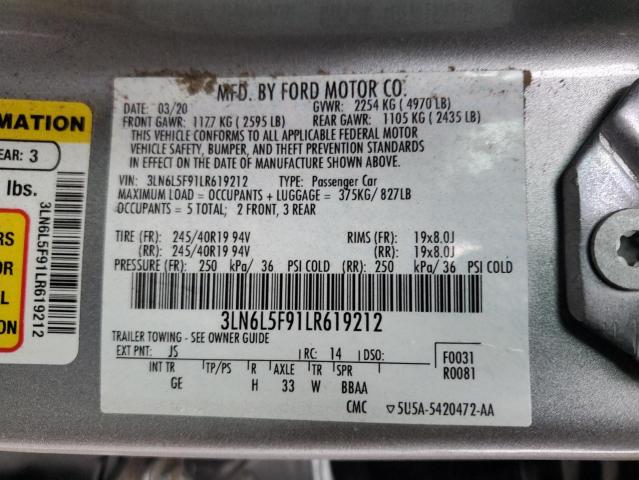 MFD. BY FORD MOTOR CO.
DATE: 03/20 GVWR: 2254 KG ( 4970 LB)
FRONT GAWR: 1177 KG ( 2595 LB) REAR GAWR: 1105 KG ( 2435 LB)
THIS VEHICLE CONFORMS TO ALL APPLICABLE FEDERAL MOTOR
VEHICLE SAFETY, BUMPER, AND THEFT PREVENTION STANDARDS
IN EFFECT ON THE DATE OF MANUFACTURE SHOWN ABOVE.
VIN: 3LN6L5F91LR619212 TYPE: Passenger Car
MAXIMUM LOAD = OCCUPANTS + LUGGAGE = 375KG/ 827LB
OCCUPANTS = 5 TOTAL; 2 FRONT, 3 REAR
TIRE (FR): 245/40R19 94V RIMS (FR): 19x8.0J
(RR): 245/40R19 94V (RR): 19x8.0J
PRESSURE (FR): 250 kPa/ 36 PSI COLD (RR): 250 kPa/ 36 PSI COLD
3LN6L5F91LR619212
TRAILER TOWING - SEE OWNER GUIDE
EXT PNT: JS RC: 14 DSO: F0031
INT TR TP/PS R AXLE TR SPR R0081
GE H 33 W BBAA
CMC ▽5U5A-5420472-AA
MATION
EAR: 3
lbs.
RS
OR
L
S
3LN6L5F91LR619212